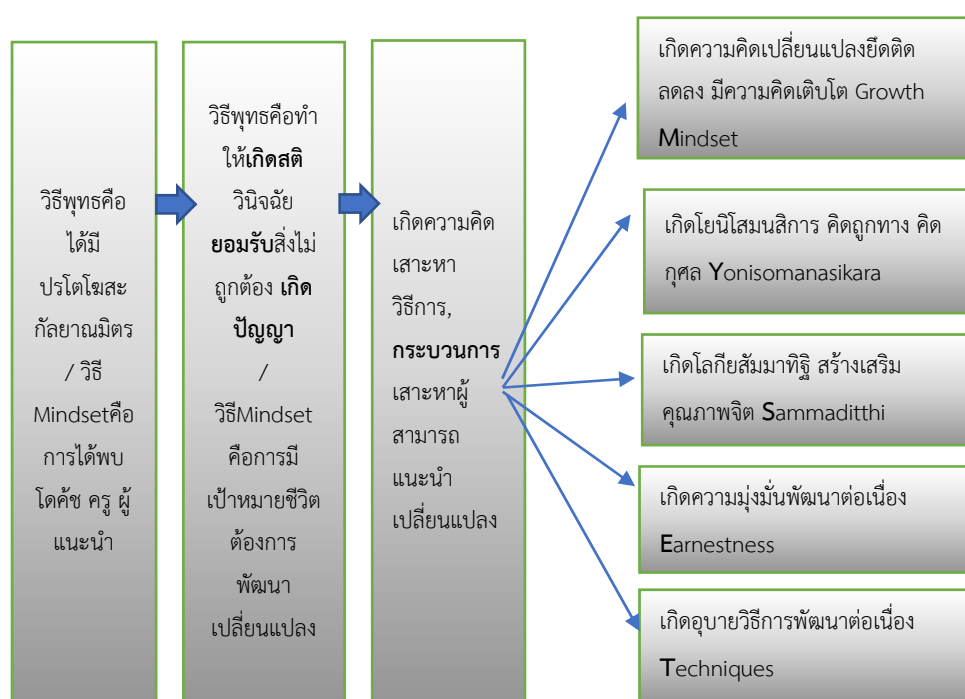 วิธีพุทธคือ
ได้มี
ปรโตโฆสะ
กัลยาณมิตร
/ วิธี
Mindsetคือ
การได้พบ
โดค้ช ครู ผู้
แนะนำ
วิธีพุทธคือทำ
ให้เกิดสติ
วินิจฉัย
ยอมรับสิ่งไม่
ถูกต้อง เกิด
ปัญญา
/
วิธีMindset
คือการมี
เป้าหมายชีวิต
ต้องการ
พัฒนา
เปลี่ยนแปลง
เกิดความคิด
เสาะหา
วิธีการ,
กระบวนการ
เสาะหาผู้
สามารถ
แนะนำ
เปลี่ยนแปลง
เกิดความคิดเปลี่ยนแปลงยึดติด
ลดลง มีความคิดเติบโต Growth
Mindset
เกิดโยนิโสมนสิการ คิดถูกทาง คิด
กุศล Yonisomanasikara
เกิดโลกียสัมมาทิฐิ สร้างเสริม
คุณภาพจิต Sammaditthi
เกิดความมุ่งมั่นพัฒนาต่อเนื่อง
Earnestness
เกิดอุบายวิธีการพัฒนาต่อเนื่อง
Techniques